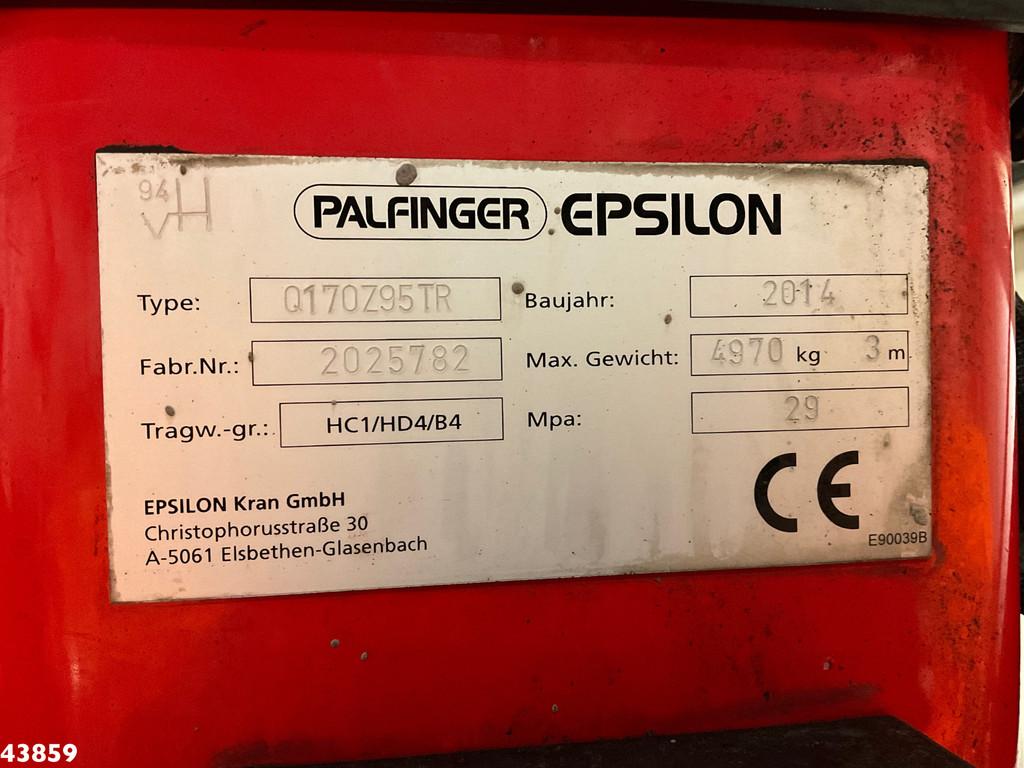 94 H
V
PALFINGER EPSILON
Type: Q170Z95TR Baujahr: 2014
Fabr.Nr.: 2025782 Max. Gewicht: 4970 kg 3 m
Tragw.-gr.: HC1/HD4/B4 Mpa: 29
EPSILON Kran GmbH
Christophorusstraße 30
A-5061 Elsbethen-Glasenbach
CE
E90039B
43859